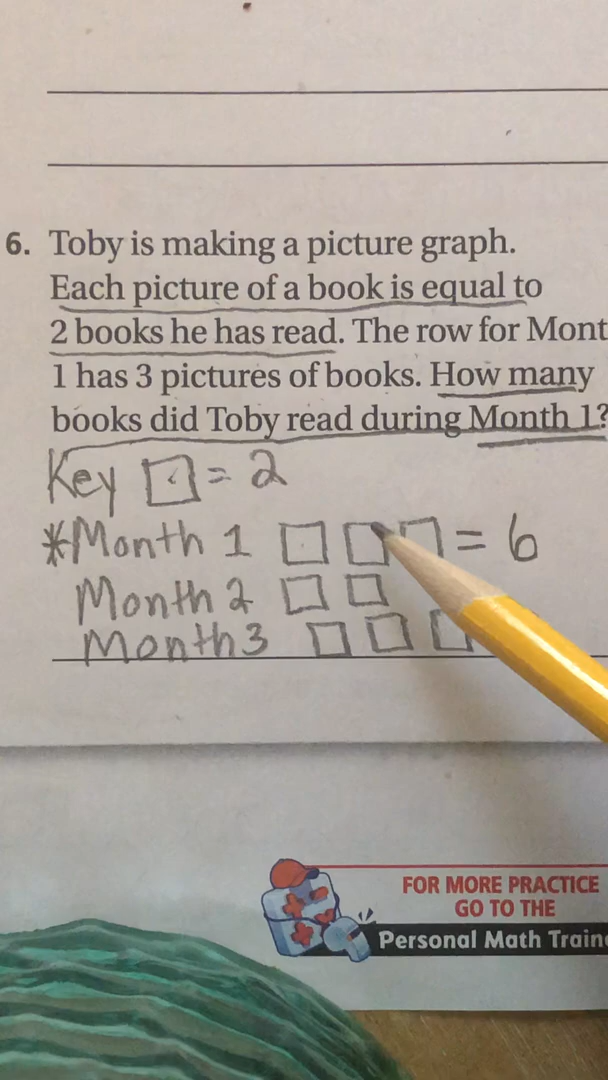 6. Toby is making a picture graph.
Each picture of a book is equal to
2 books he has read. The row for Mont
1 has 3 pictures of books. How many
books did Toby read during Month 1?
Key = 2
*Month 1 = 6
Month 2
Month 3
FOR MORE PRACTICE
GO TO THE
Personal Math Traine